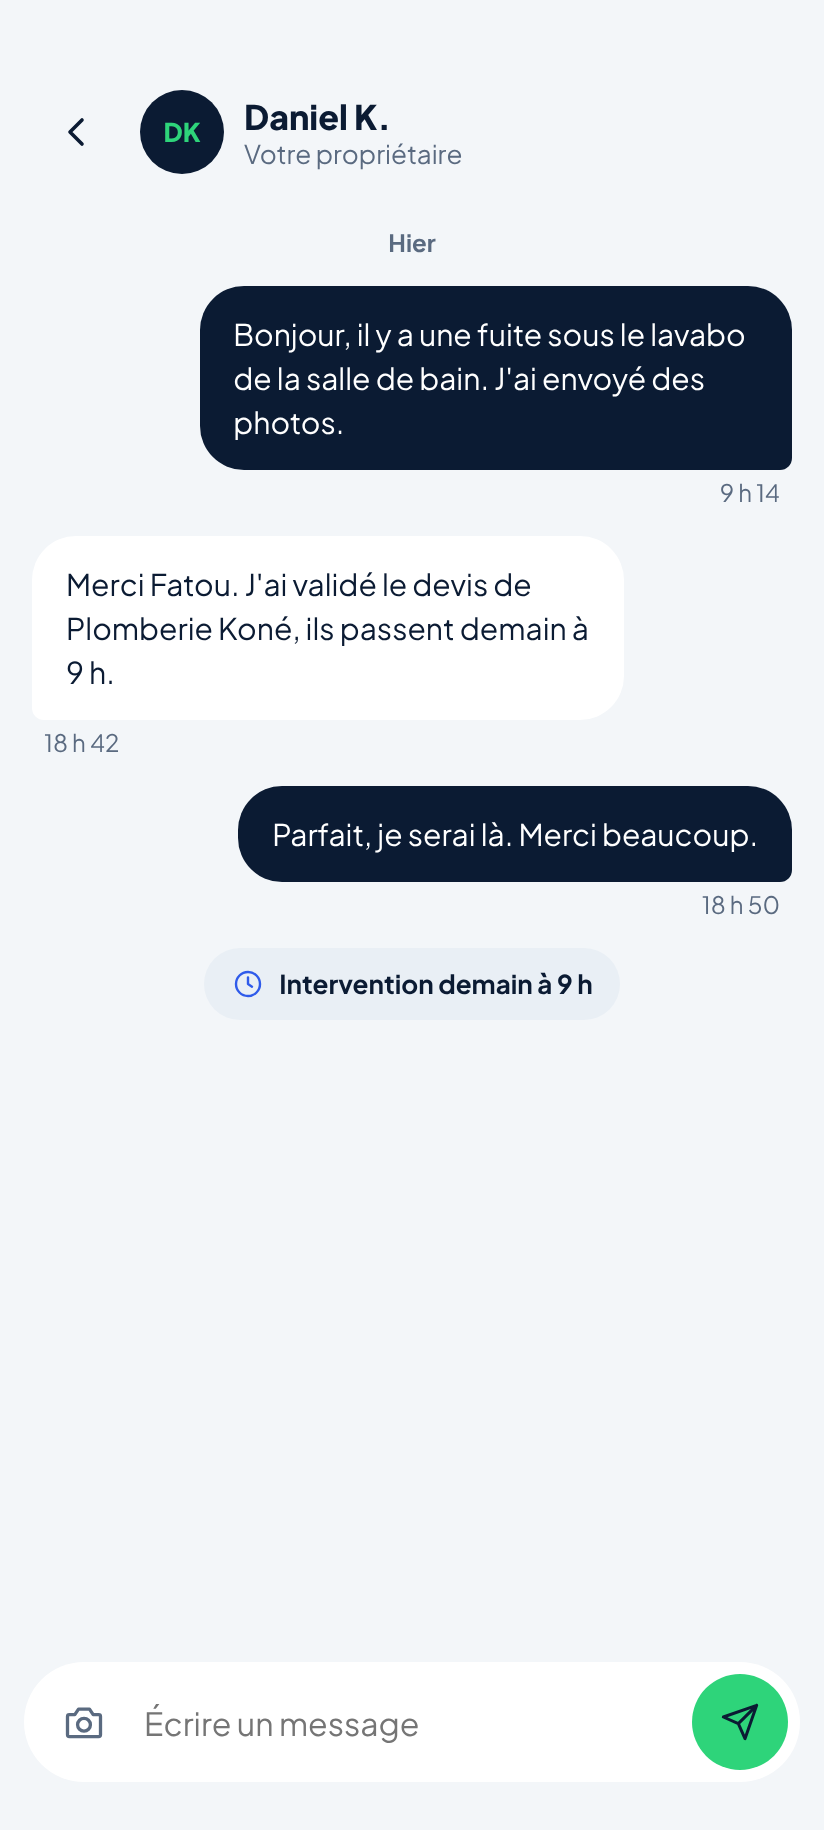 DK
Daniel K.
Votre propriétaire
Hier
Bonjour, il y a une fuite sous le lavabo
de la salle de bain. J'ai envoyé des
photos.
9 h 14
Merci Fatou. J'ai validé le devis de
Plomberie Koné, ils passent demain à
9 h.
18 h 42
Parfait, je serai là. Merci beaucoup.
18 h 50
Intervention demain à 9 h
Écrire un message